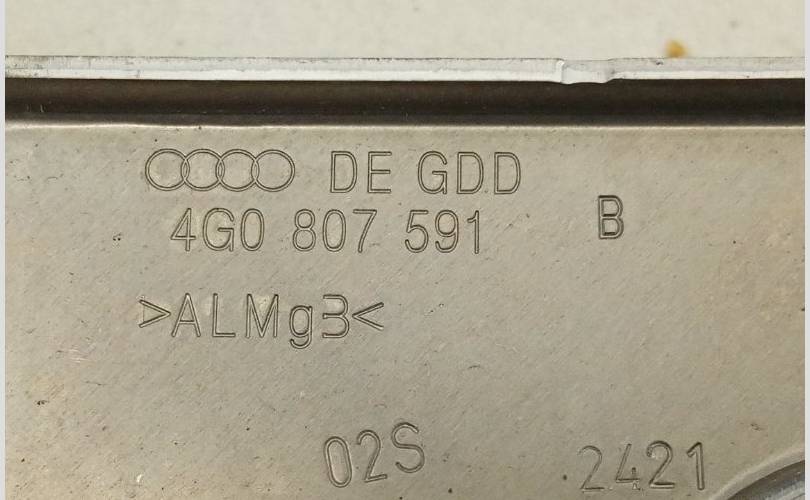 DE GDD
4G0 807 591 B
>ALMg3<
02S 2421